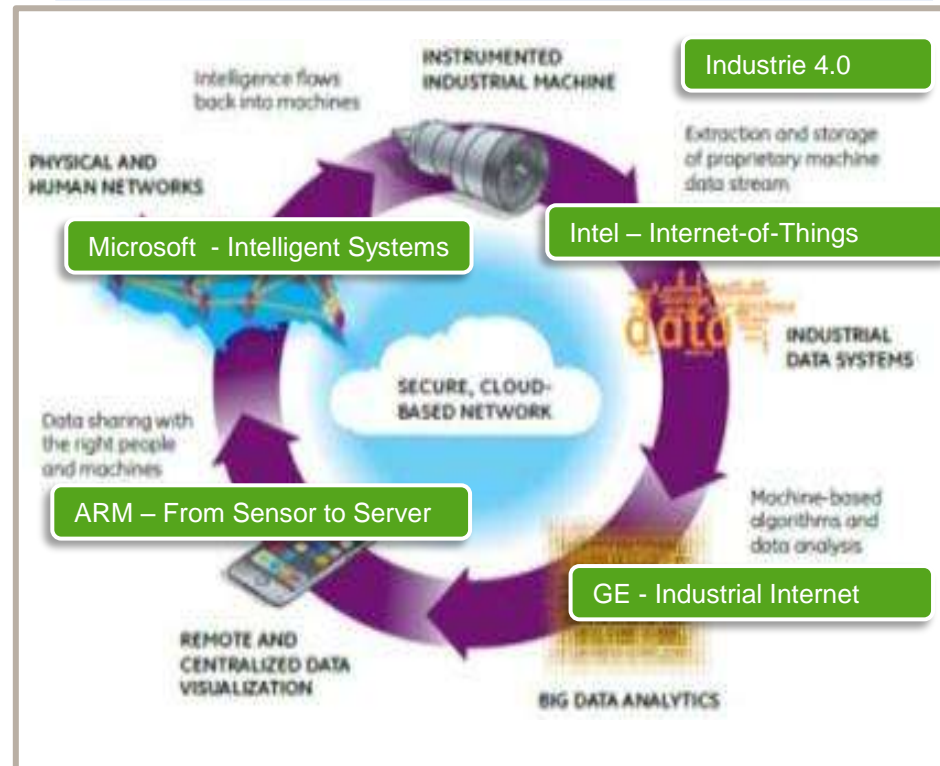 INSTRUMENTED
INDUSTRIAL MACHINE
Industrie 4.0
Intelligence flows
back into machines
Extraction and storage
of proprietary machine
data stream
PHYSICAL AND
HUMAN NETWORKS
Microsoft - Intelligent Systems
Intel – Internet-of-Things
data
INDUSTRIAL
DATA SYSTEMS
SECURE, CLOUD-
BASED NETWORK
Data sharing with
the right people
and machines
ARM – From Sensor to Server
Machine-based
algorithms and
data analysis
GE - Industrial Internet
REMOTE AND
CENTRALIZED DATA
VISUALIZATION
BIG DATA ANALYTICS